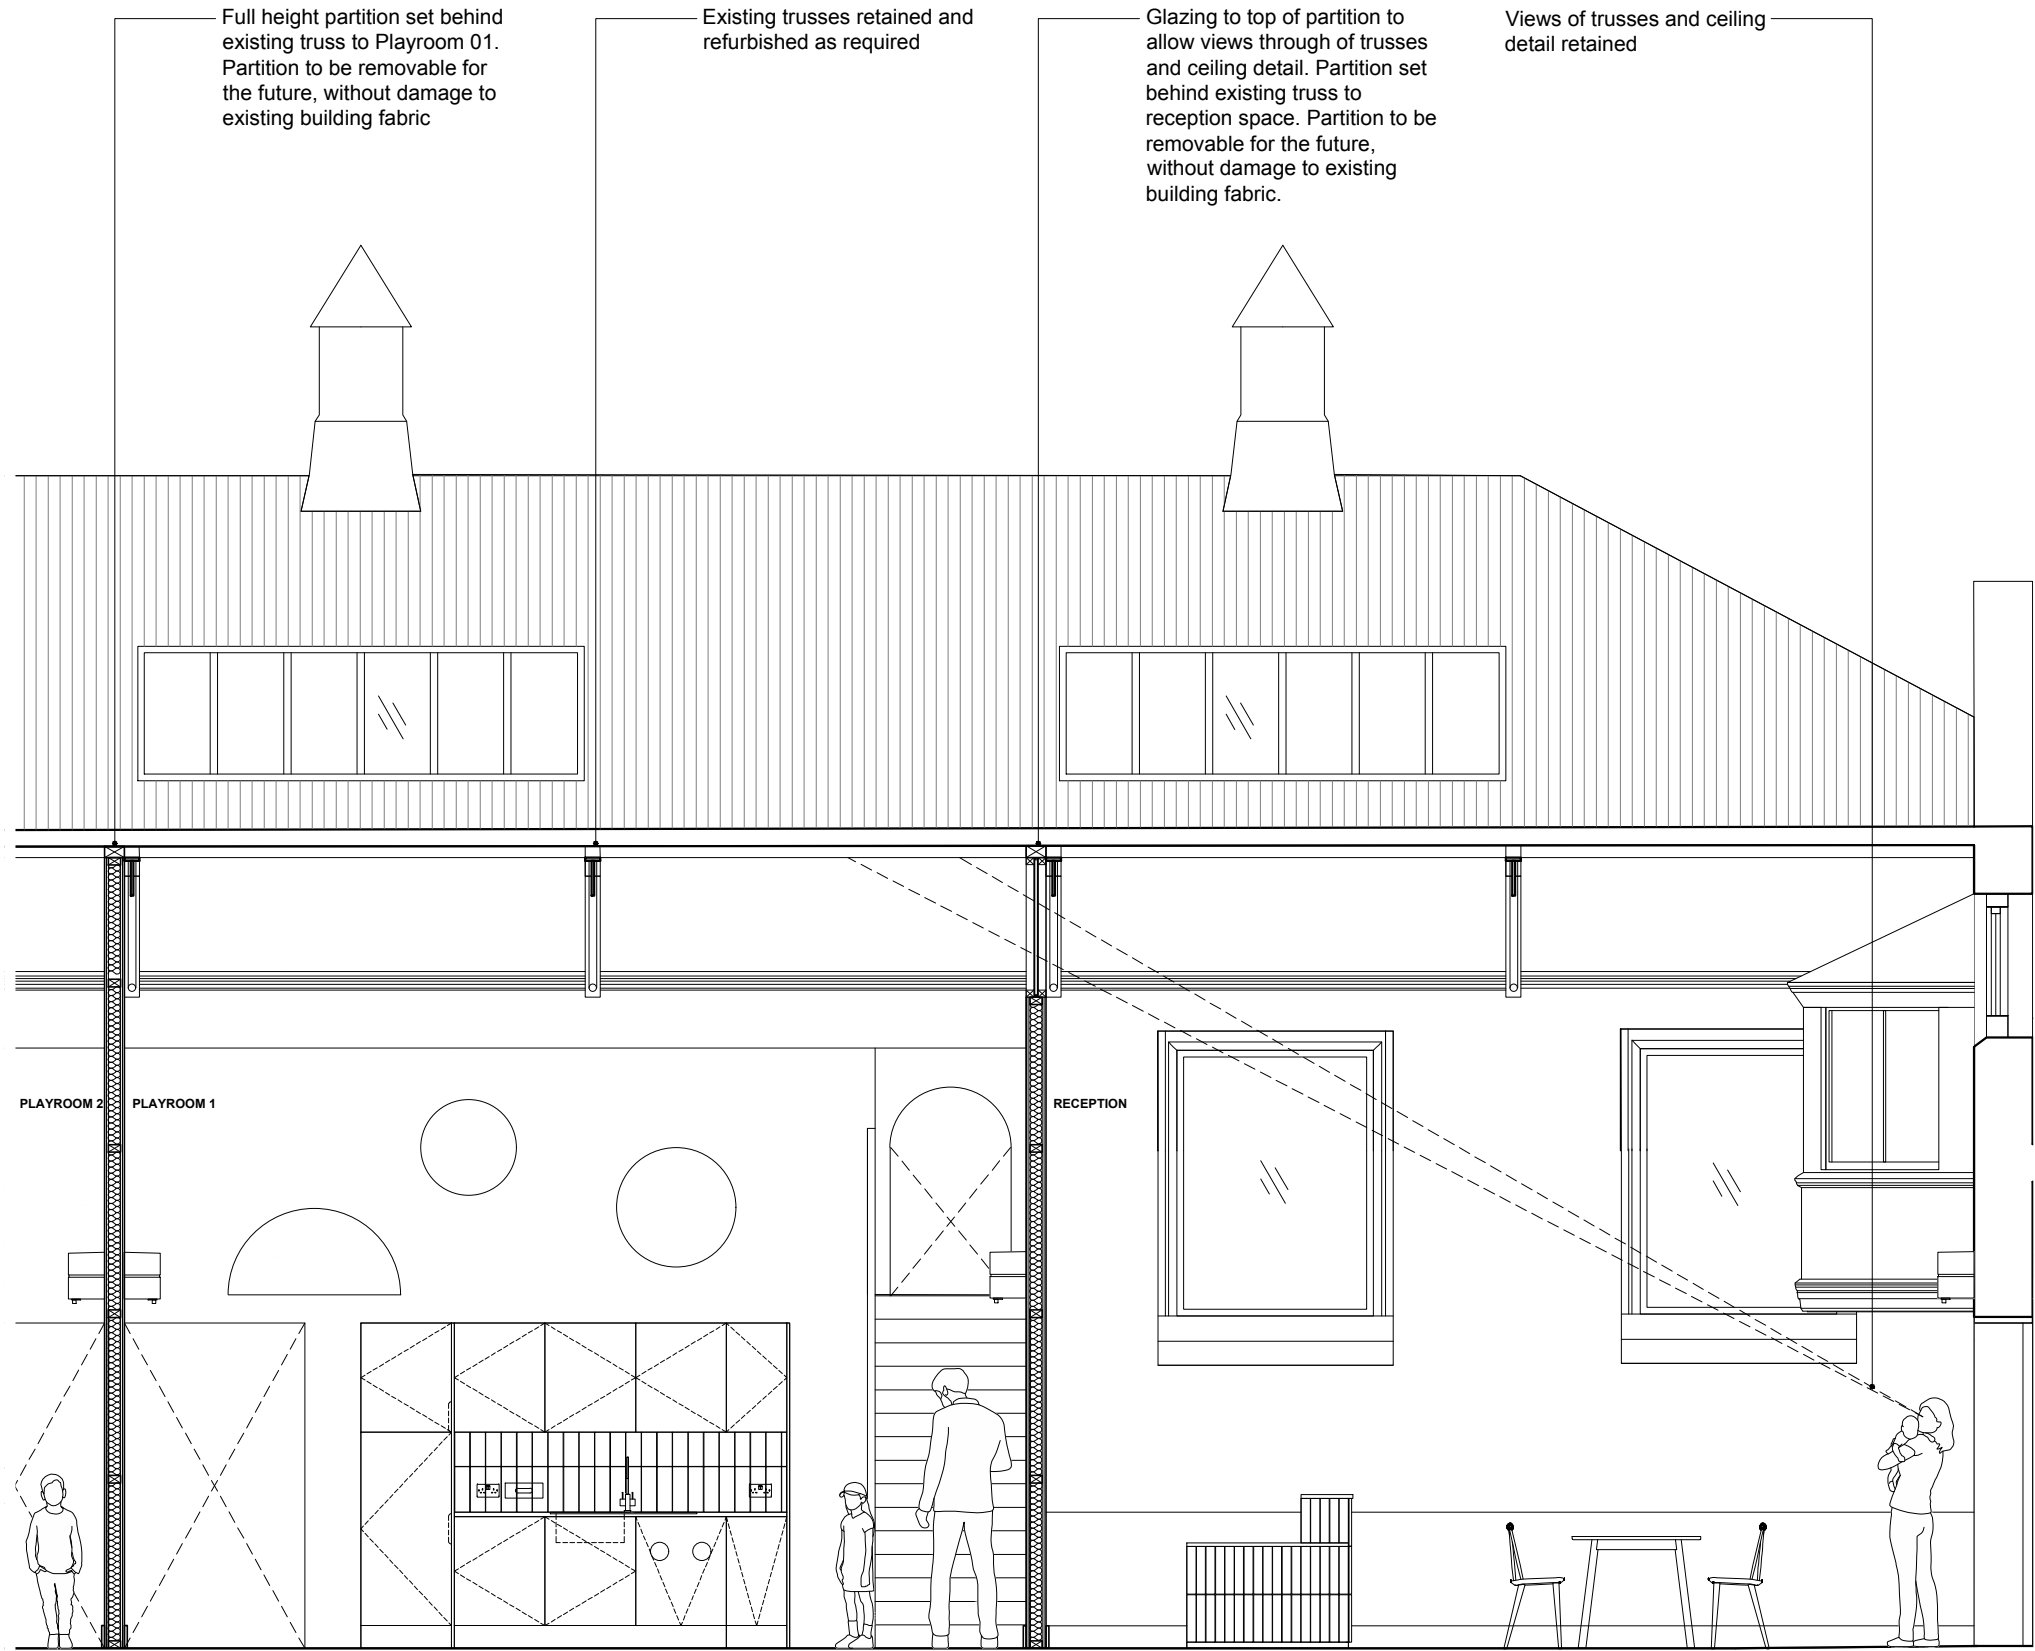 Full height partition set behind
existing truss to Playroom 01.
Partition to be removable for
the future, without damage to
existing building fabric
Existing trusses retained and
refurbished as required
Glazing to top of partition to
allow views through of trusses
and ceiling detail. Partition set
behind existing truss to
reception space. Partition to be
removable for the future,
without damage to existing
building fabric.
Views of trusses and ceiling
detail retained
PLAYROOM 2
PLAYROOM 1
RECEPTION